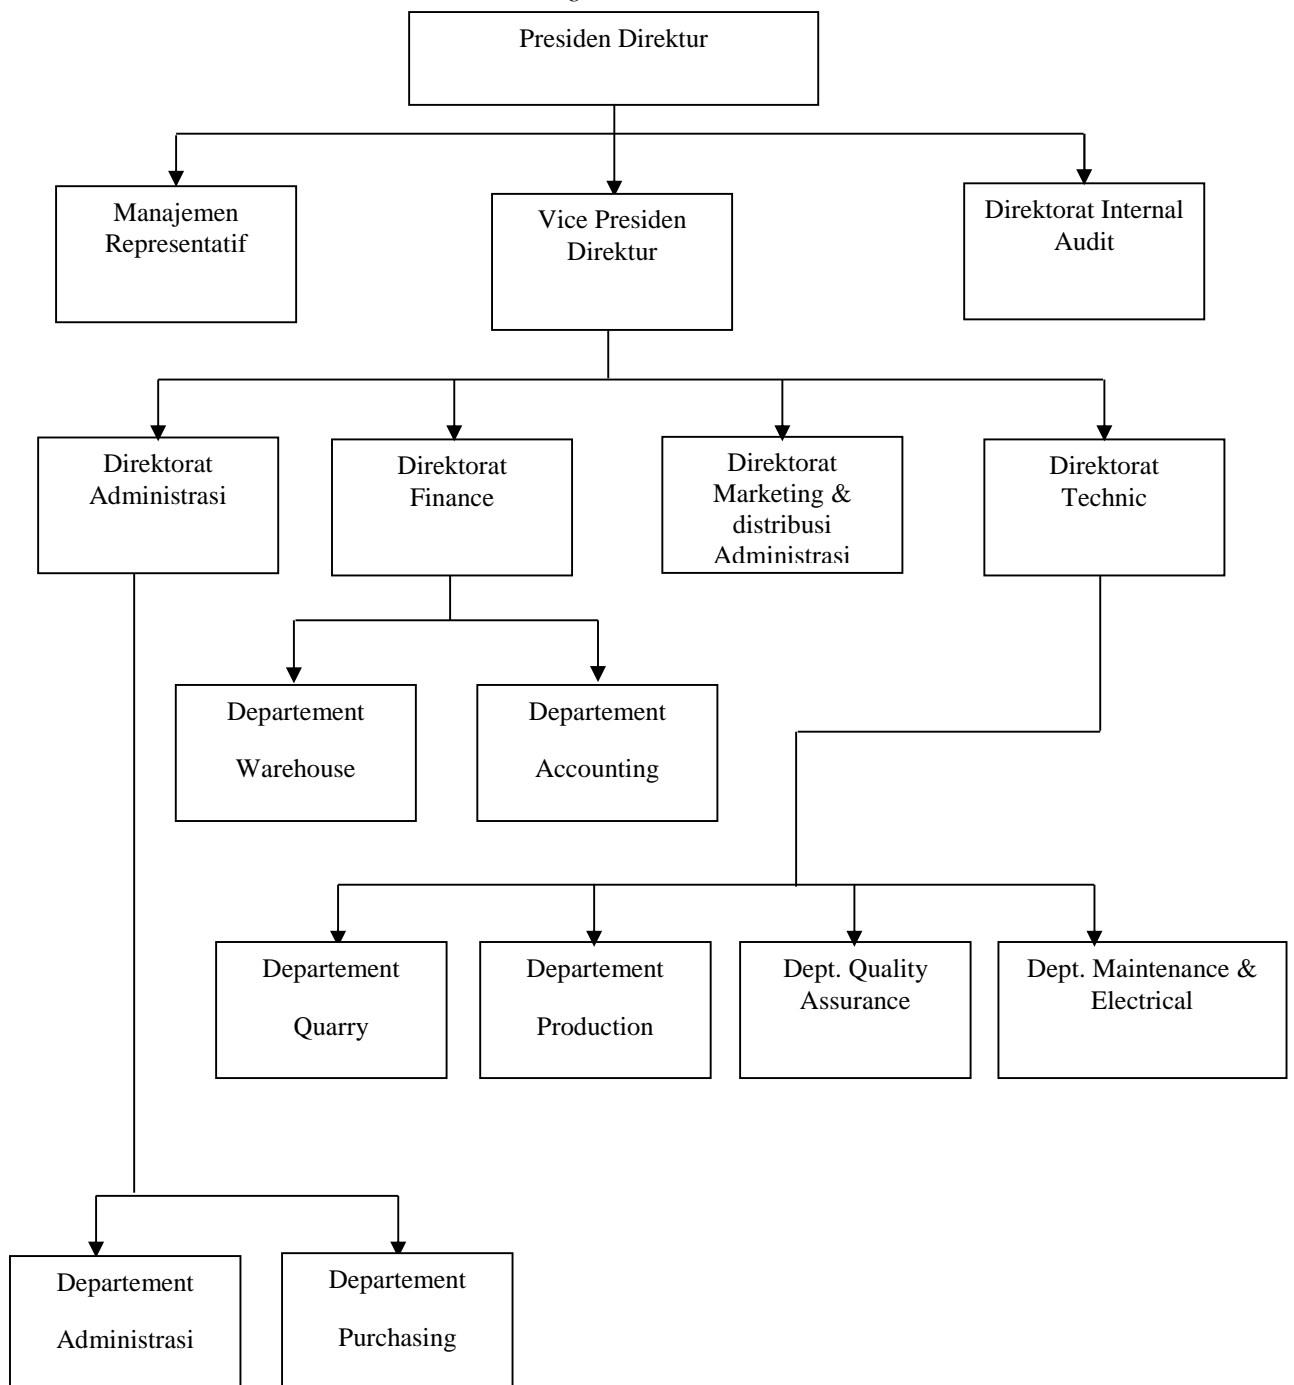 Presiden Direktur
Manajemen
Representatif
Vice Presiden
Direktur
Direktorat Internal
Audit
Direktorat
Administrasi
Direktorat
Finance
Direktorat
Marketing &
distribusi
Administrasi
Direktorat
Technic
Departement
Warehouse
Departement
Accounting
Departement
Quarry
Departement
Production
Dept. Quality
Assurance
Dept. Maintenance &
Electrical
Departement
Administrasi
Departement
Purchasing